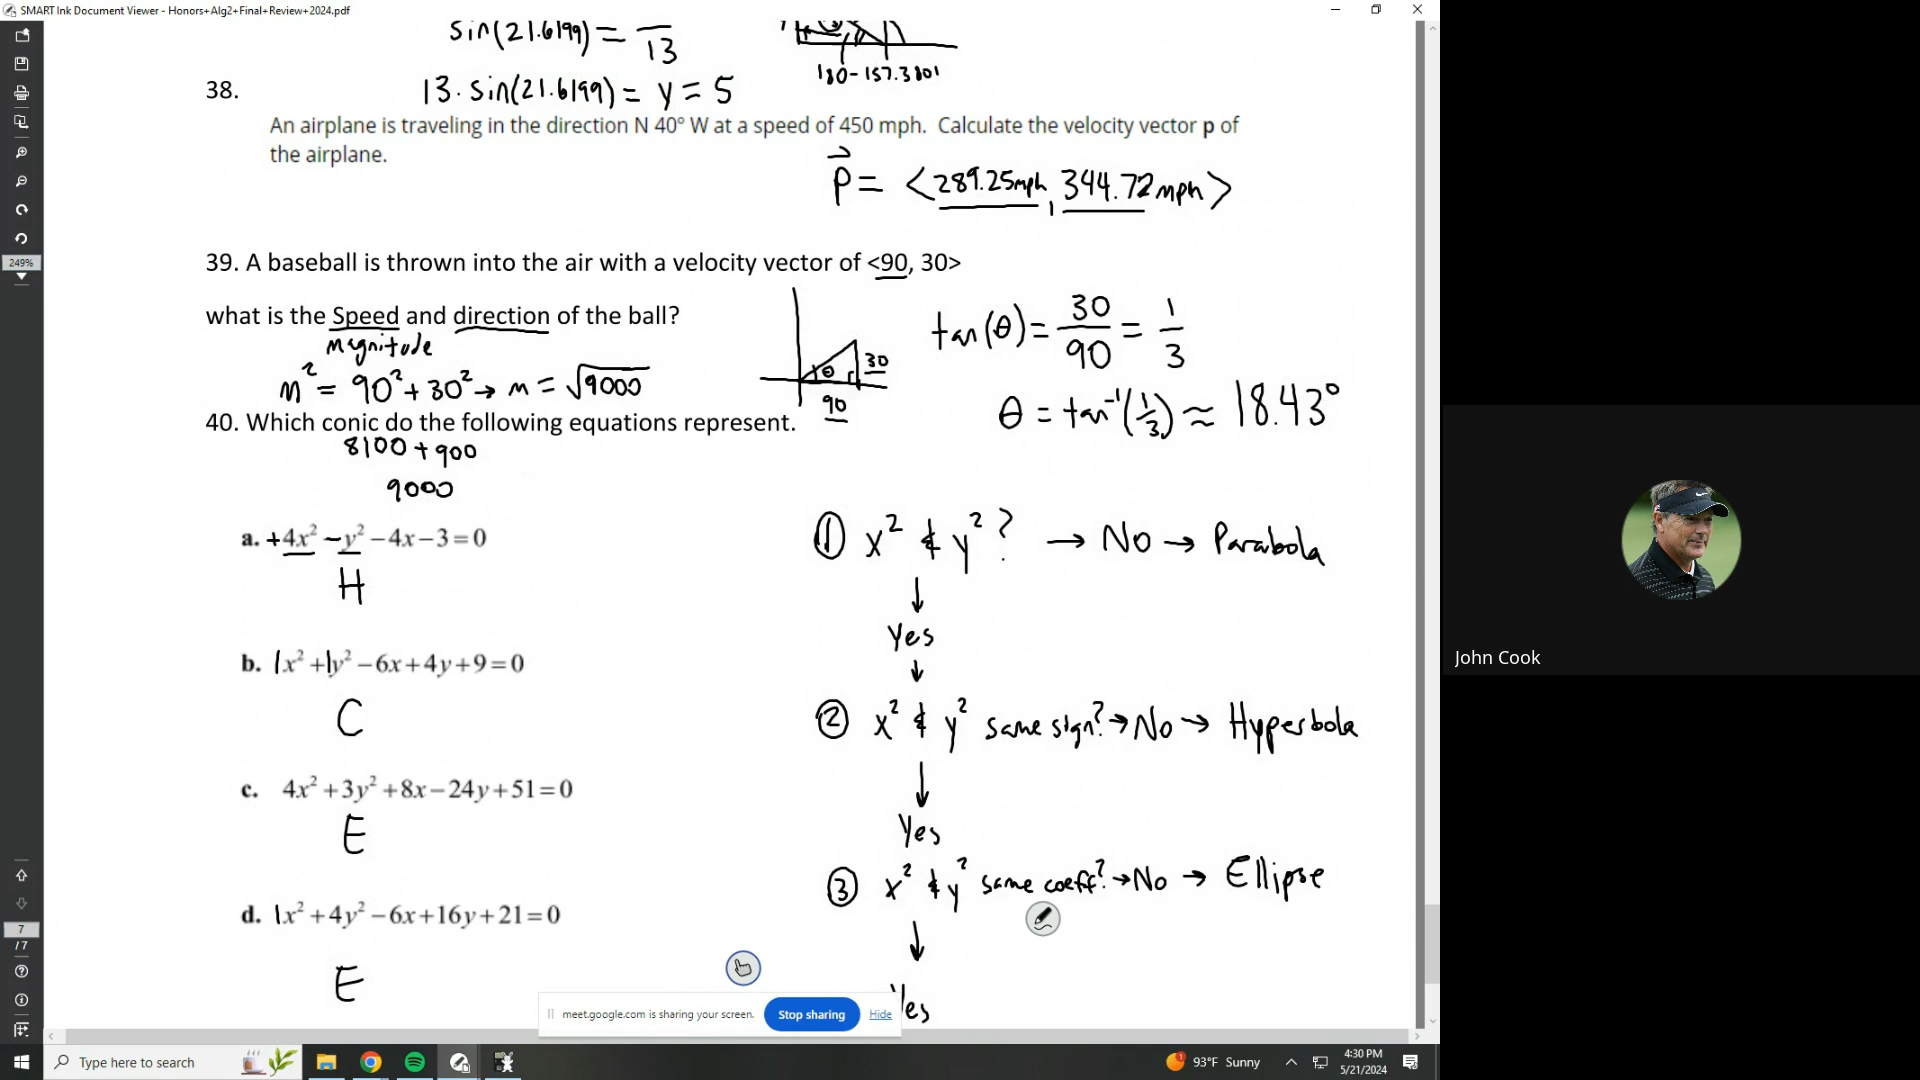 SMART Ink Document Viewer - Honors+Alg2+Final+Review+2024.pdf
sin(21.6199) = 13
180-157.3801
38.
13·sin(21.6199) = y = 5
An airplane is traveling in the direction N 40° W at a speed of 450 mph. Calculate the velocity vector p of
the airplane.
p = <289.25mph, 344.72mph>
39. A baseball is thrown into the air with a velocity vector of <90, 30>
what is the Speed and direction of the ball?
magnitude
m² = 90² + 30² → m = √9000
θ 30
90
tan(θ) = 30/90 = 1/3
θ = tan⁻¹(1/3) ≈ 18.43°
40. Which conic do the following equations represent.
8100 + 900
9000
a. +4x² − y² − 4x − 3 = 0
H
b. 1x² + 1y² − 6x + 4y + 9 = 0
C
c. 4x² + 3y² + 8x − 24y + 51 = 0
E
d. 1x² + 4y² − 6x + 16y + 21 = 0
E
① x² & y² ? → No → Parabola
↓
Yes
↓
② x² & y² same sign? → No → Hyperbola
↓
Yes
③ x² & y² same coeff? → No → Ellipse
↓
Yes
249%
7
/ 7
meet.google.com is sharing your screen. Stop sharing Hide
John Cook
Type here to search
1
93°F Sunny
4:30 PM
5/21/2024